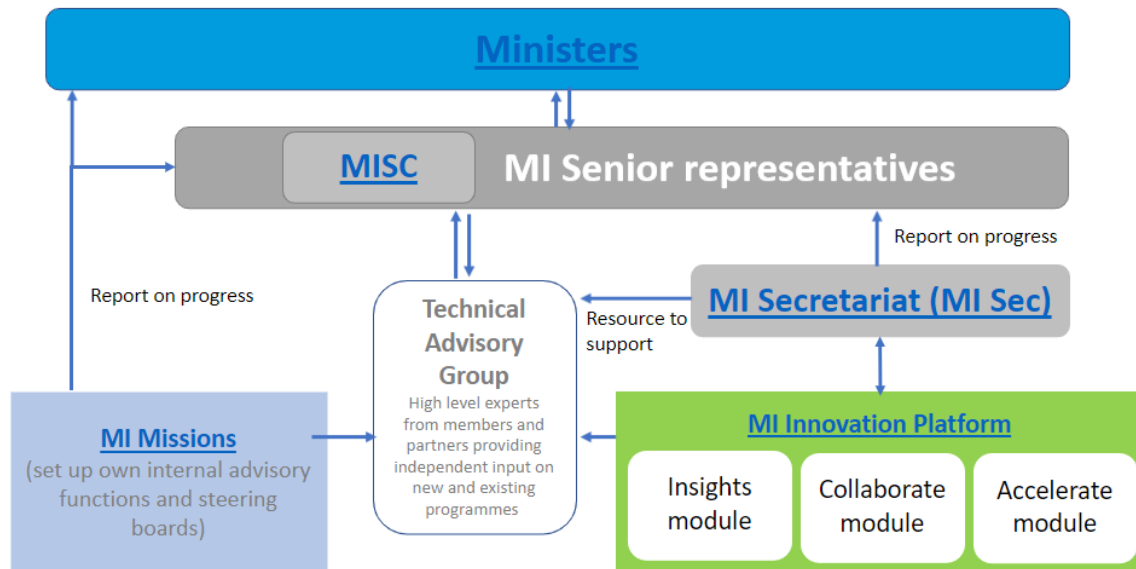 Ministers
MISC
MI Senior representatives
Report on progress
MI Secretariat (MI Sec)
Report on progress
Technical
Advisory
Group
High level experts
from members and
partners providing
independent input on
new and existing
programmes
Resource to
support
MI Missions
(set up own internal advisory
functions and steering
boards)
MI Innovation Platform
Insights
module
Collaborate
module
Accelerate
module